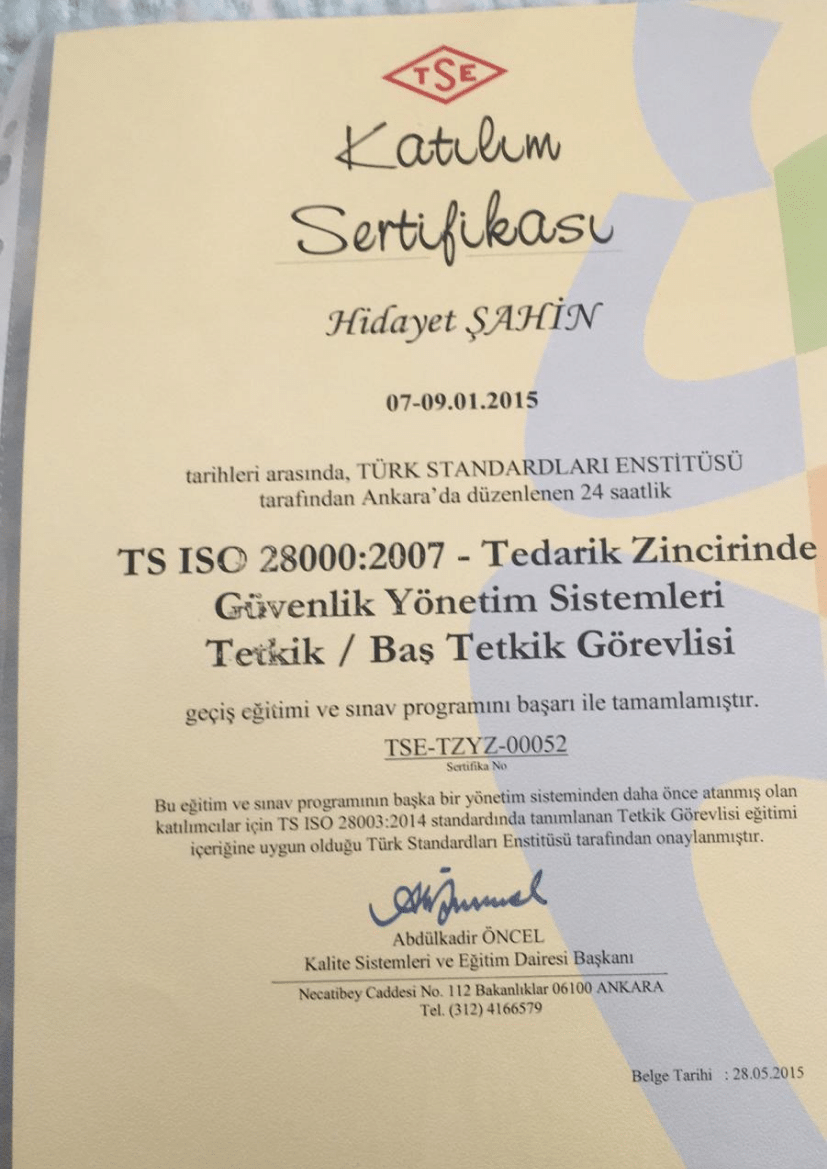 TSE
Katılım
Sertifikası
Hidayet ŞAHİN
07-09.01.2015
tarihleri arasında, TÜRK STANDARDLARI ENSTİTÜSÜ
tarafından Ankara'da düzenlenen 24 saatlik
TS ISO 28000:2007 - Tedarik Zincirinde
Güvenlik Yönetim Sistemleri
Tetkik / Baş Tetkik Görevlisi
geçiş eğitimi ve sınav programını başarı ile tamamlamıştır.
TSE-TZYZ-00052
Sertifika No
Bu eğitim ve sınav programının başka bir yönetim sisteminden daha önce atanmış olan
katılımcılar için TS ISO 28003:2014 standardında tanımlanan Tetkik Görevlisi eğitimi
içeriğine uygun olduğu Türk Standardları Enstitüsü tarafından onaylanmıştır.
Abdülkadir ÖNCEL
Kalite Sistemleri ve Eğitim Dairesi Başkanı
Necatibey Caddesi No. 112 Bakanlıklar 06100 ANKARA
Tel. (312) 4166579
Belge Tarihi : 28.05.2015